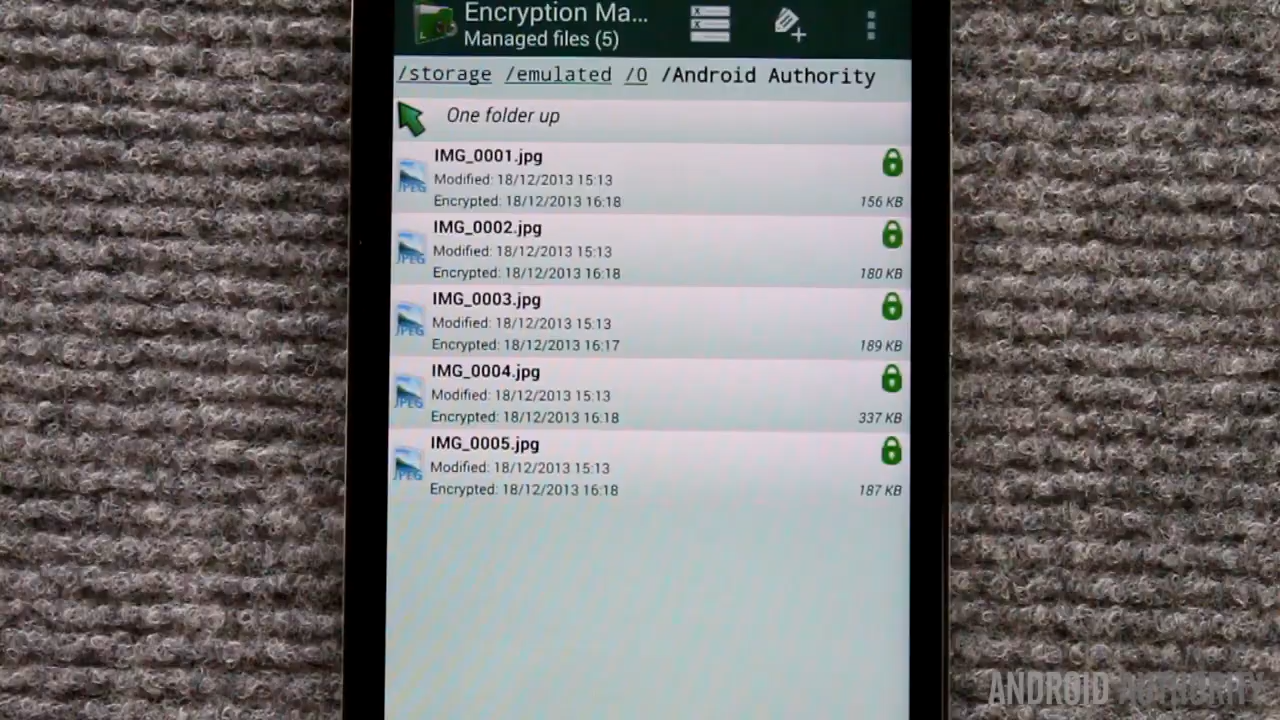 Encryption Ma...
Managed files (5)
/storage /emulated /0 /Android Authority
One folder up
IMG_0001.jpg
Modified: 18/12/2013 15:13
Encrypted: 18/12/2013 16:18
156 KB
IMG_0002.jpg
Modified: 18/12/2013 15:13
Encrypted: 18/12/2013 16:18
180 KB
IMG_0003.jpg
Modified: 18/12/2013 15:13
Encrypted: 18/12/2013 16:17
189 KB
IMG_0004.jpg
Modified: 18/12/2013 15:13
Encrypted: 18/12/2013 16:18
337 KB
IMG_0005.jpg
Modified: 18/12/2013 15:13
Encrypted: 18/12/2013 16:18
187 KB
JPEG
JPEG
JPEG
JPEG
JPEG
ANDROID AUTHORITY